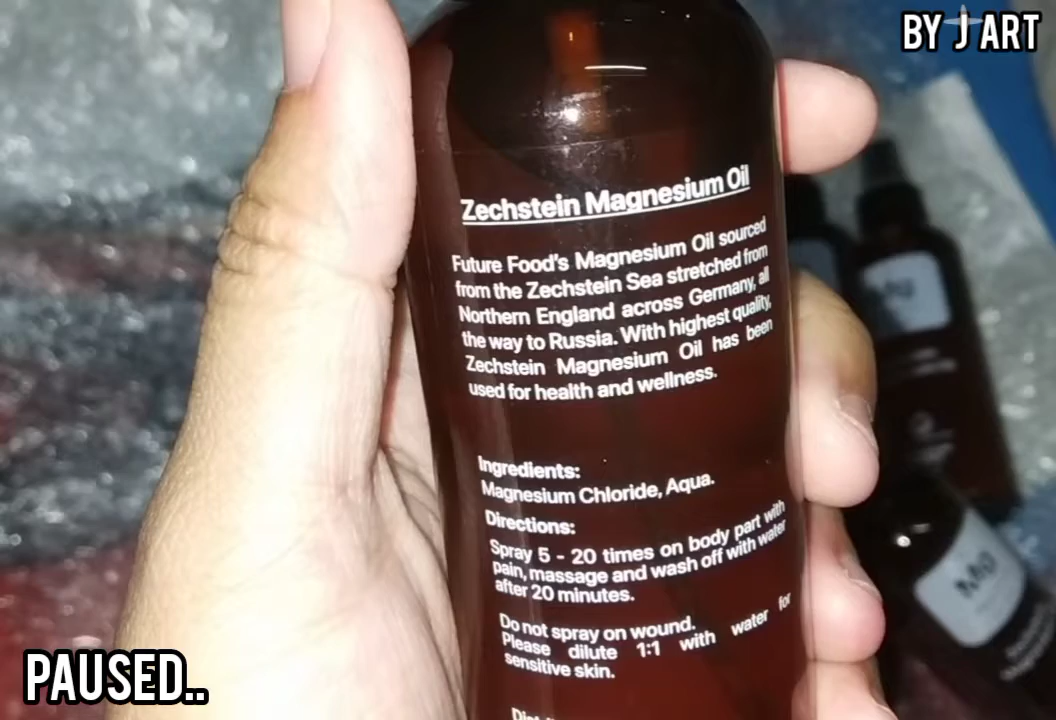 BY J ART
Zechstein Magnesium Oil
Future Food's Magnesium Oil sourced
from the Zechstein Sea stretched from
Northern England across Germany, all
the way to Russia. With highest quality,
Zechstein Magnesium Oil has been
used for health and wellness.
Ingredients:
Magnesium Chloride, Aqua.
Directions:
Spray 5 - 20 times on body part with
pain, massage and wash off with water
after 20 minutes.
Do not spray on wound.
Please dilute 1:1 with water for
sensitive skin.
Mg
Mg
PAUSED..